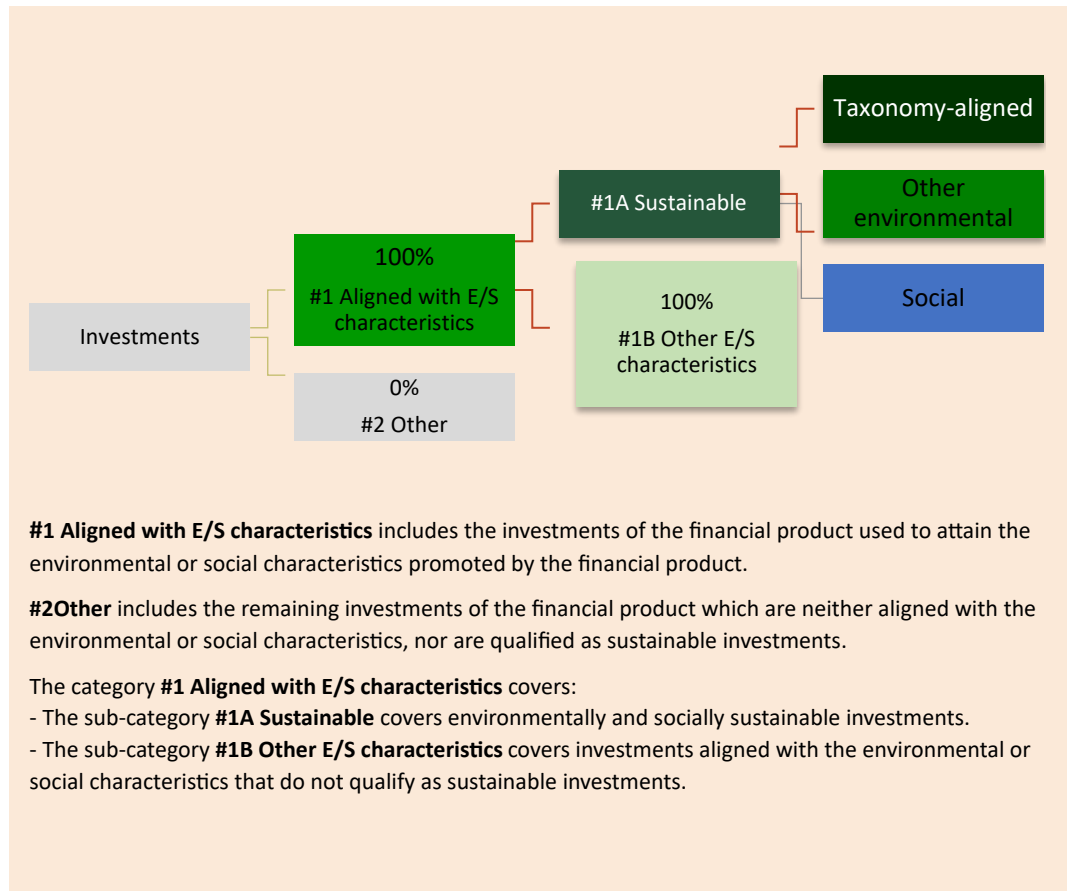 Taxonomy-aligned
#1A Sustainable
Other
environmental
100%
#1 Aligned with E/S
characteristics
Social
100%
#1B Other E/S
characteristics
Investments
0%
#2 Other
#1 Aligned with E/S characteristics includes the investments of the financial product used to attain the
environmental or social characteristics promoted by the financial product.
#2Other includes the remaining investments of the financial product which are neither aligned with the
environmental or social characteristics, nor are qualified as sustainable investments.
The category #1 Aligned with E/S characteristics covers:
- The sub-category #1A Sustainable covers environmentally and socially sustainable investments.
- The sub-category #1B Other E/S characteristics covers investments aligned with the environmental or
social characteristics that do not qualify as sustainable investments.